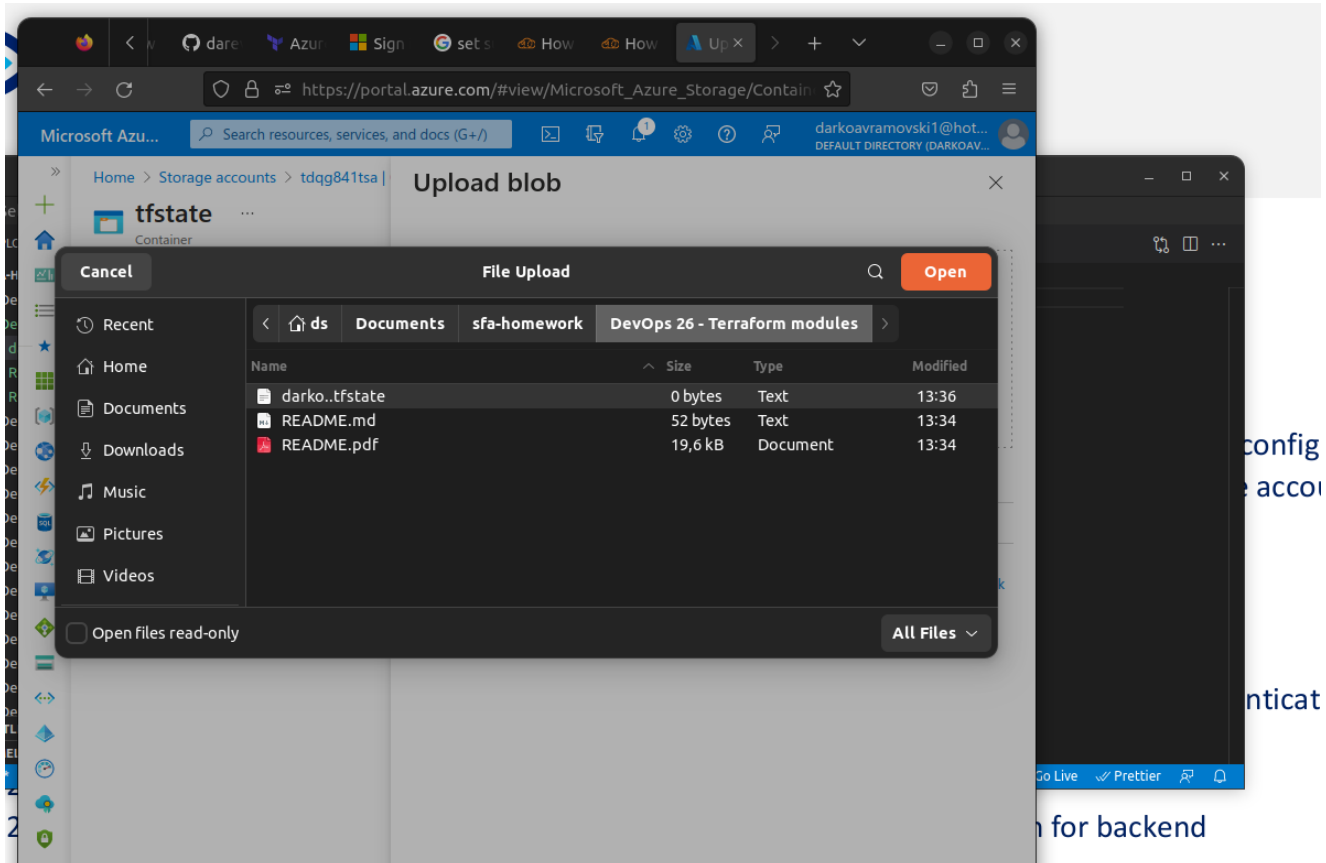 dare
Azur
Sign
set s
How
How
Up
https://portal.azure.com/#view/Microsoft_Azure_Storage/Contain
Microsoft Azu...
Search resources, services, and docs (G+/)
1
darkoavramovski1@hot...
DEFAULT DIRECTORY (DARKOAV...
Home > Storage accounts > tdqg841tsa |
Upload blob
tfstate ...
Container
Cancel
File Upload
Open
Recent
Home
Documents
Downloads
Music
Pictures
Videos
ds Documents sfa-homework DevOps 26 - Terraform modules
Name Size Type Modified
darko..tfstate 0 bytes Text 13:36
README.md 52 bytes Text 13:34
README.pdf 19,6 kB Document 13:34
Open files read-only
All Files
config
accou
nticat
Go Live Prettier
2
n for backend